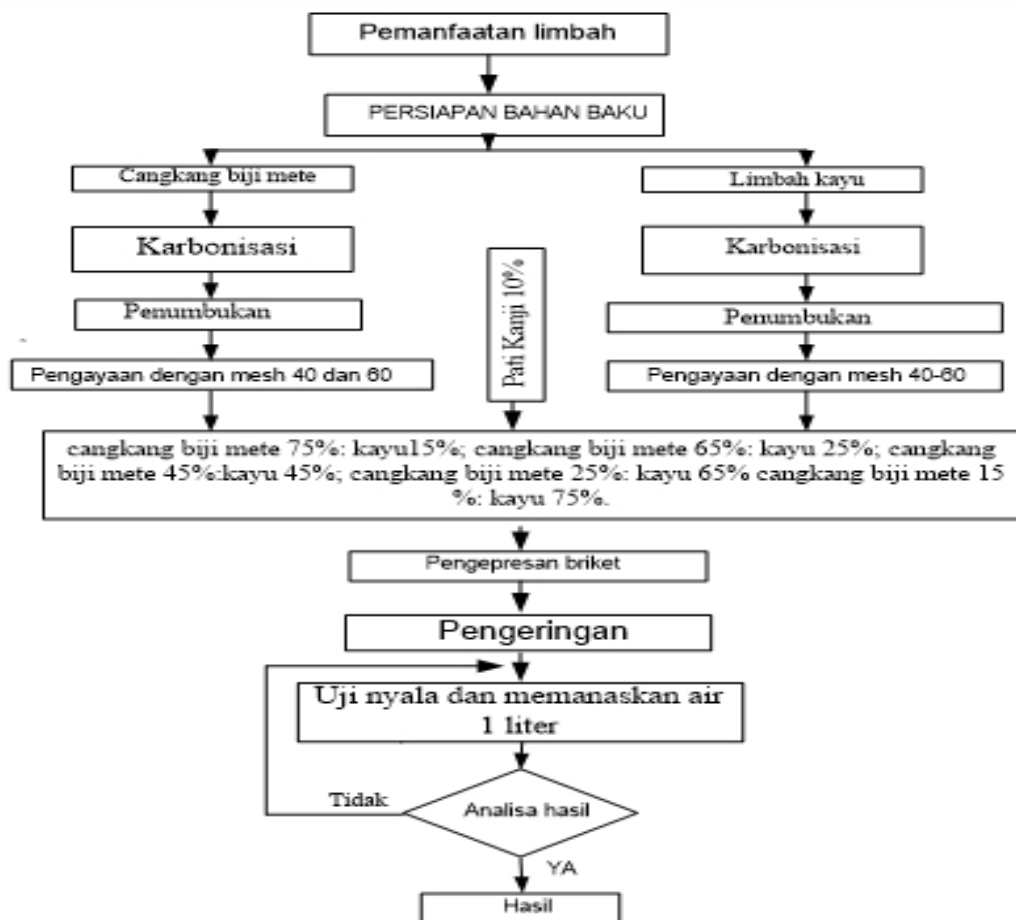 Pemanfaatan limbah
PERSIAPAN BAHAN BAKU
Cangkang biji mete
Limbah kayu
Karbonisasi
Karbonisasi
Penumbukan
Penumbukan
Pati Kanji 10%
Pengayaan dengan mesh 40 dan 60
Pengayaan dengan mesh 40-60
cangkang biji mete 75%: kayu15%; cangkang biji mete 65%: kayu 25%; cangkang
biji mete 45%:kayu 45%; cangkang biji mete 25%: kayu 65% cangkang biji mete 15
%: kayu 75%.
Pengepresan briket
Pengeringan
Uji nyala dan memanaskan air
1 liter
Tidak
Analisa hasil
YA
Hasil